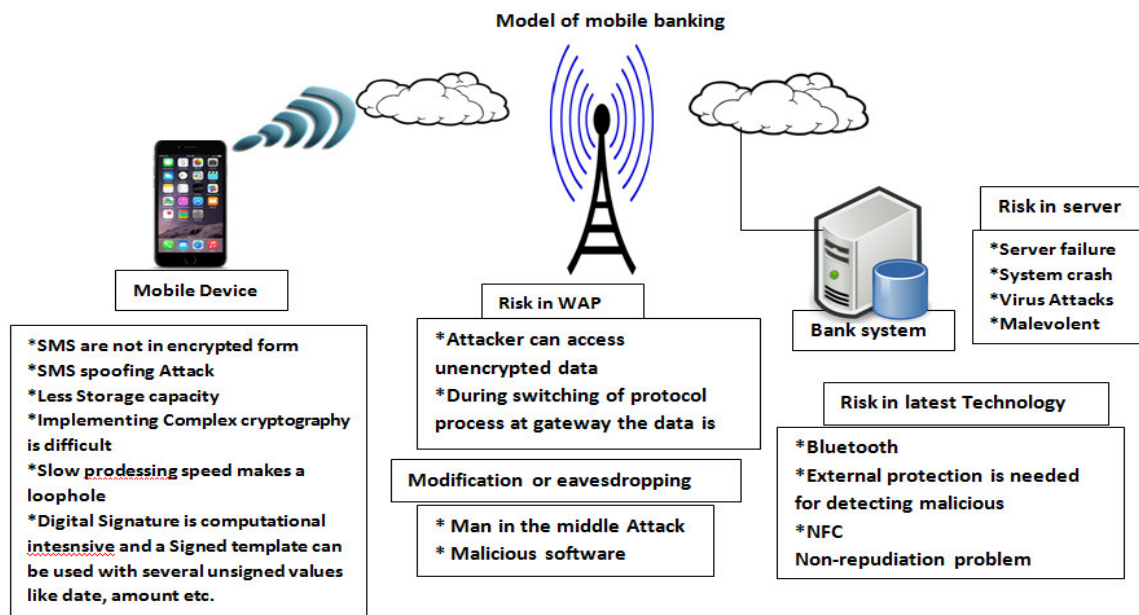 Model of mobile banking
Mobile Device
*SMS are not in encrypted form
*SMS spoofing Attack
*Less Storage capacity
*Implementing Complex cryptography
is difficult
*Slow prodessing speed makes a
loophole
*Digital Signature is computational
intesnsive and a Signed template can
be used with several unsigned values
like date, amount etc.
Risk in WAP
*Attacker can access
unencrypted data
*During switching of protocol
process at gateway the data is
Modification or eavesdropping
* Man in the middle Attack
* Malicious software
Bank system
Risk in server
*Server failure
*System crash
*Virus Attacks
*Malevolent
Risk in latest Technology
*Bluetooth
*External protection is needed
for detecting malicious
*NFC
Non-repudiation problem